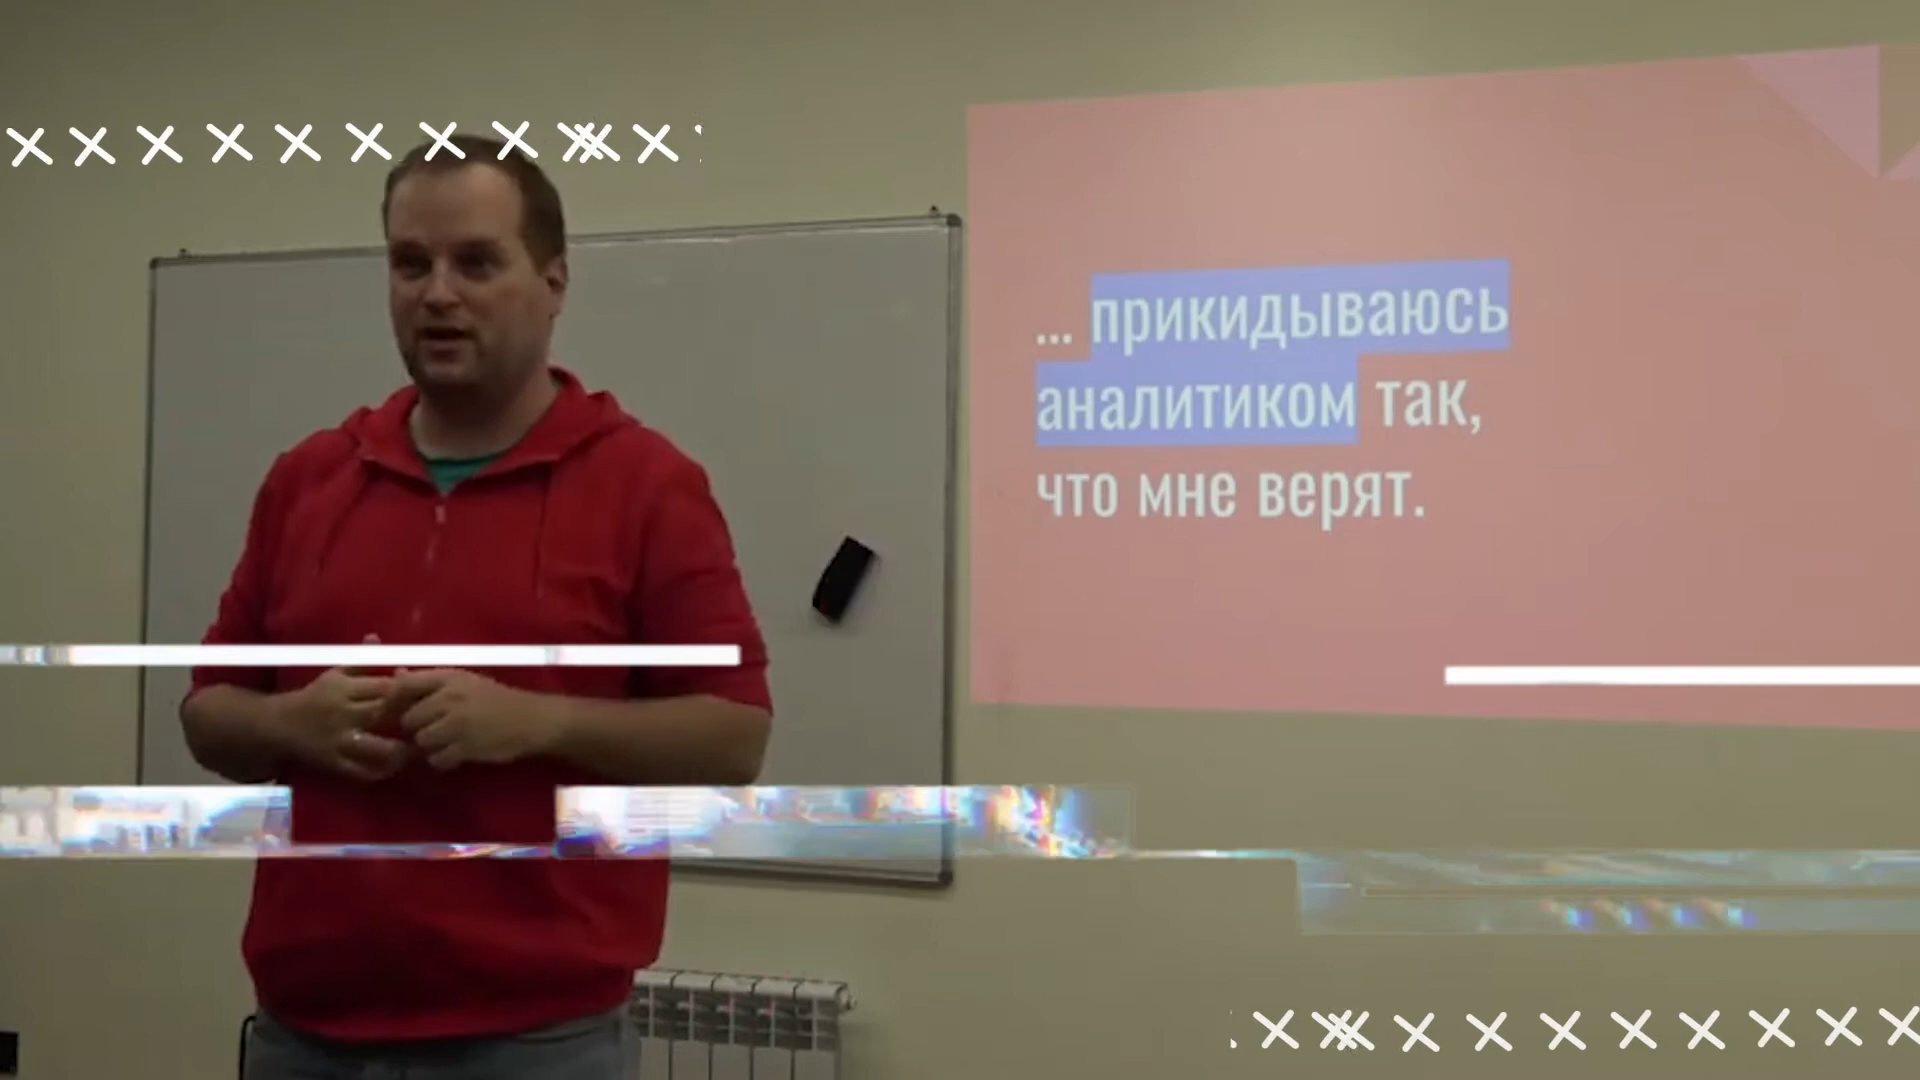 ... прикидываюсь
аналитиком так,
что мне верят.